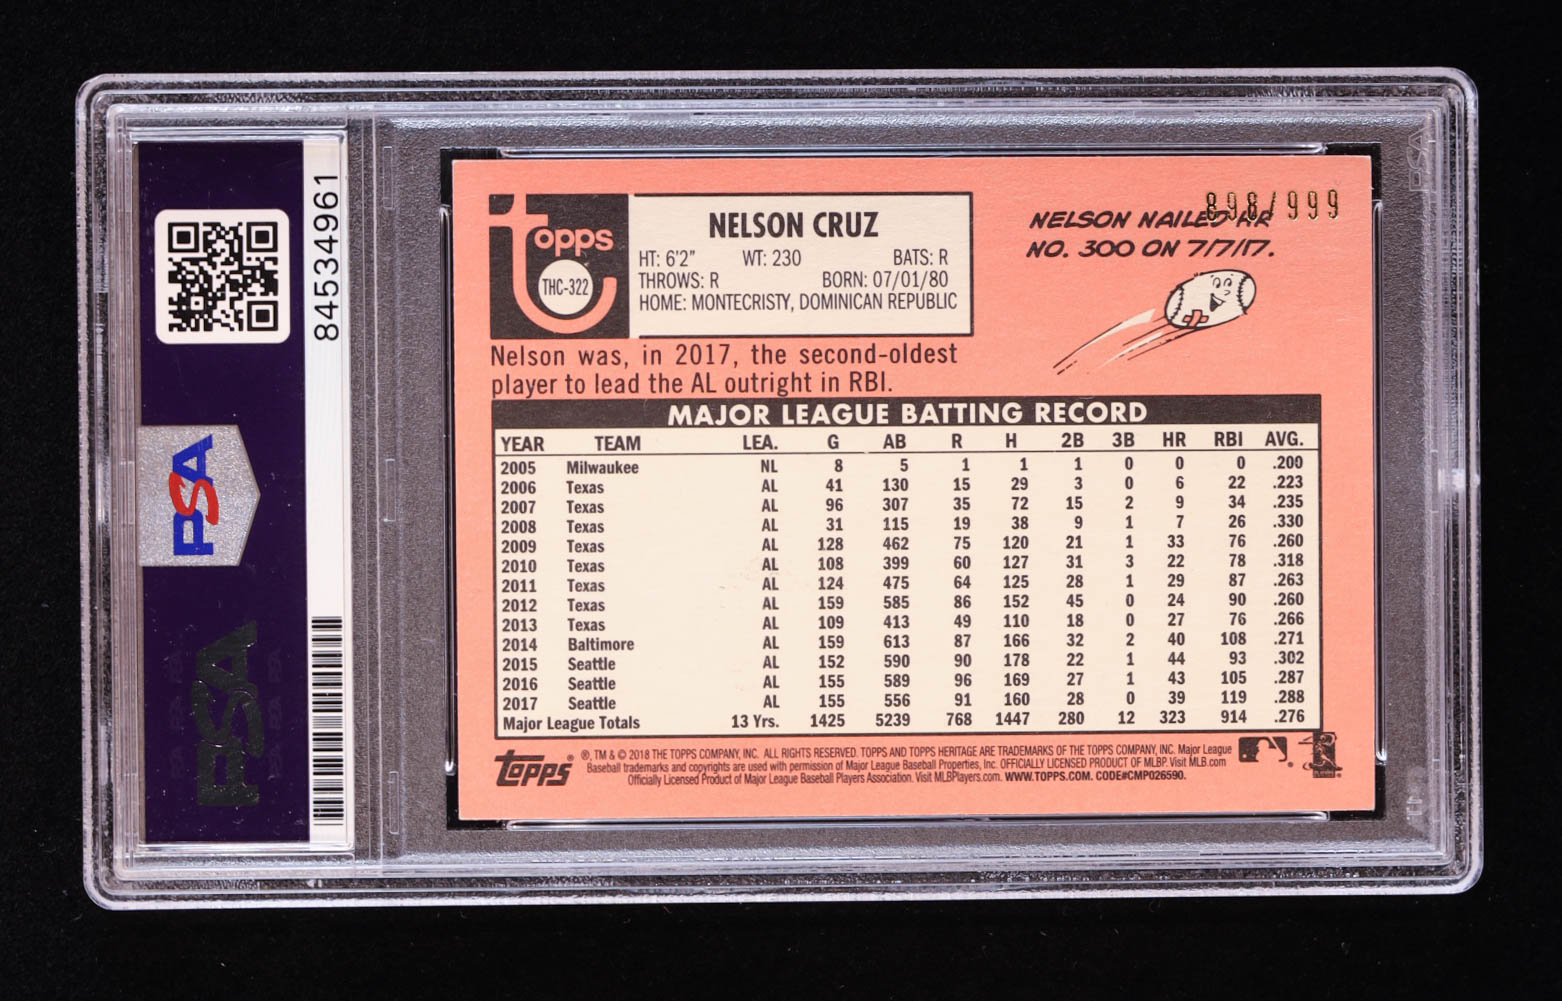 84534961
PSA
PSA
Topps
THC-322
NELSON CRUZ
HT: 6'2" WT: 230 BATS: R
THROWS: R BORN: 07/01/80
HOME: MONTECRISTY, DOMINICAN REPUBLIC
898/999
NELSON NAILED HR
NO. 300 ON 7/7/17.
Nelson was, in 2017, the second-oldest
player to lead the AL outright in RBI.
MAJOR LEAGUE BATTING RECORD
YEAR TEAM LEA. G AB R H 2B 3B HR RBI AVG.
2005 Milwaukee NL 8 5 1 1 1 0 0 0 .200
2006 Texas AL 41 130 15 29 3 0 6 22 .223
2007 Texas AL 96 307 35 72 15 2 9 34 .235
2008 Texas AL 31 115 19 38 9 1 7 26 .330
2009 Texas AL 128 462 75 120 21 1 33 76 .260
2010 Texas AL 108 399 60 127 31 3 22 78 .318
2011 Texas AL 124 475 64 125 28 1 29 87 .263
2012 Texas AL 159 585 86 152 45 0 24 90 .260
2013 Texas AL 109 413 49 110 18 0 27 76 .266
2014 Baltimore AL 159 613 87 166 32 2 40 108 .271
2015 Seattle AL 152 590 90 178 22 1 44 93 .302
2016 Seattle AL 155 589 96 169 27 1 43 105 .287
2017 Seattle AL 155 556 91 160 28 0 39 119 .288
Major League Totals 13 Yrs. 1425 5239 768 1447 280 12 323 914 .276
Topps® ®, TM & © 2018 THE TOPPS COMPANY, INC. ALL RIGHTS RESERVED. TOPPS AND TOPPS HERITAGE ARE TRADEMARKS OF THE TOPPS COMPANY, INC. Major League
Baseball trademarks and copyrights are used with permission of Major League Baseball Properties, Inc. OFFICIALLY LICENSED PRODUCT OF MLBP. Visit MLB.com
Officially Licensed Product of Major League Baseball Players Association. Visit MLBPlayers.com. WWW.TOPPS.COM. CODE#CMP026590.